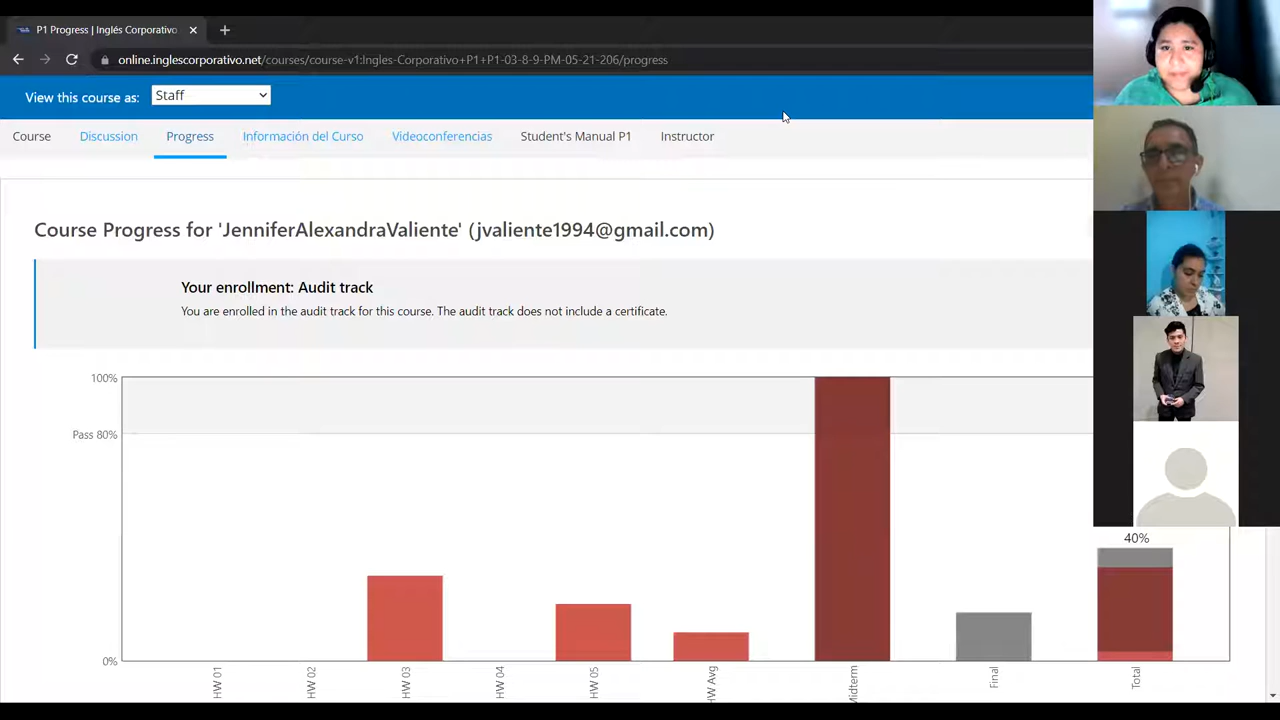 P1 Progress | Inglés Corporativo
online.inglescorporativo.net/courses/course-v1:Ingles-Corporativo+P1+P1-03-8-9-PM-05-21-206/progress
View this course as: Staff
Course Discussion Progress Información del Curso Videoconferencias Student's Manual P1 Instructor
Course Progress for 'JenniferAlexandraValiente' (jvaliente1994@gmail.com)
Your enrollment: Audit track
You are enrolled in the audit track for this course. The audit track does not include a certificate.
100%
Pass 80%
40%
0%
HW 01
HW 02
HW 03
HW 04
HW 05
HW Avg
Midterm
Final
Total